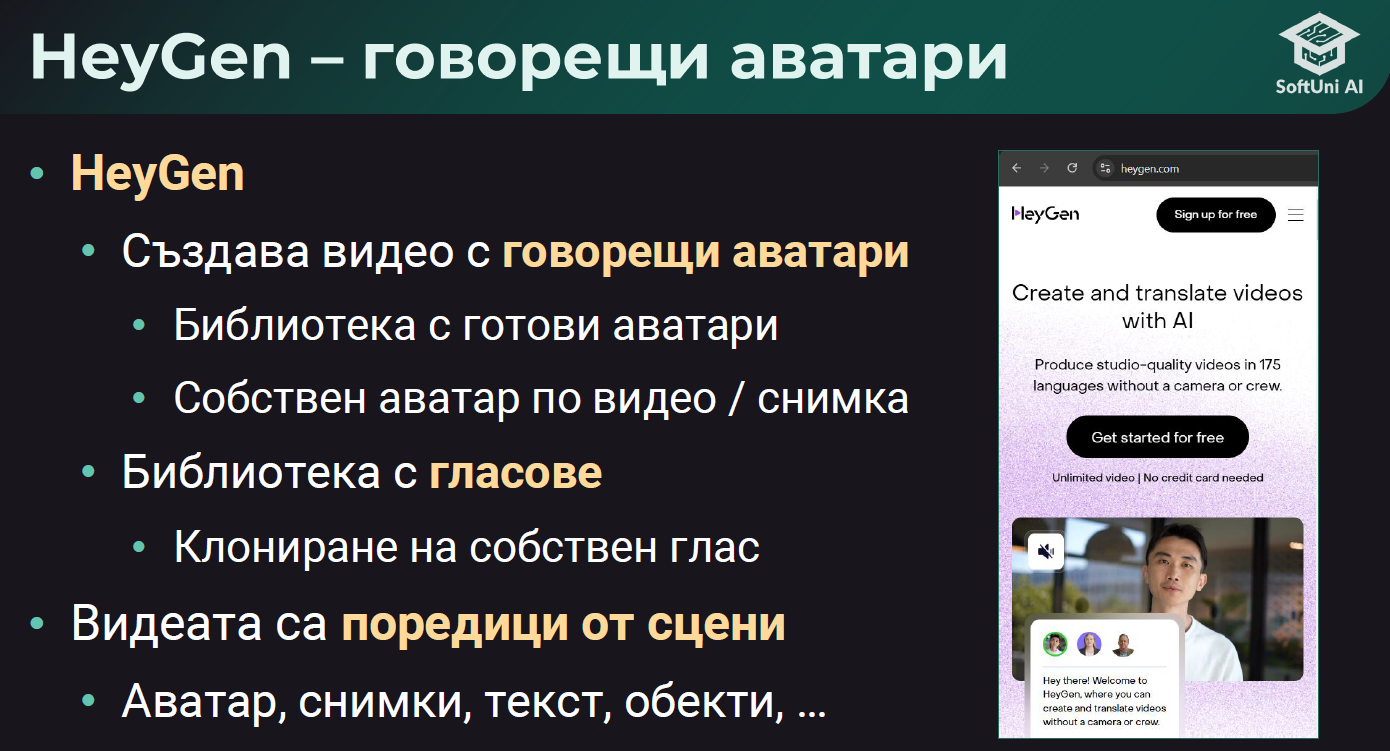 HeyGen – говорещи аватари
SoftUni AI
HeyGen
Създава видео с говорещи аватари
Библиотека с готови аватари
Собствен аватар по видео / снимка
Библиотека с гласове
Клониране на собствен глас
Видеата са поредици от сцени
Аватар, снимки, текст, обекти, ...
heygen.com
HeyGen
Sign up for free
Create and translate videos
with AI
Produce studio-quality videos in 175
languages without a camera or crew.
Get started for free
Unlimited video | No credit card needed
Hey there! Welcome to
HeyGen, where you can
create and translate videos
without a camera or crew.